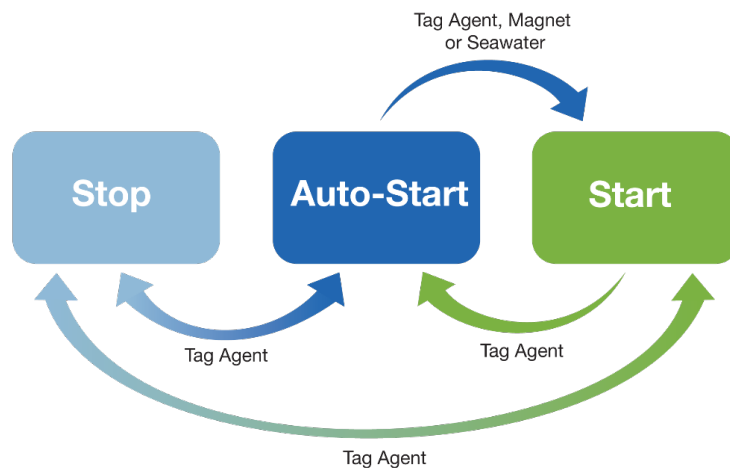 Tag Agent, Magnet
or Seawater
Stop
Auto-Start
Start
Tag Agent
Tag Agent
Tag Agent